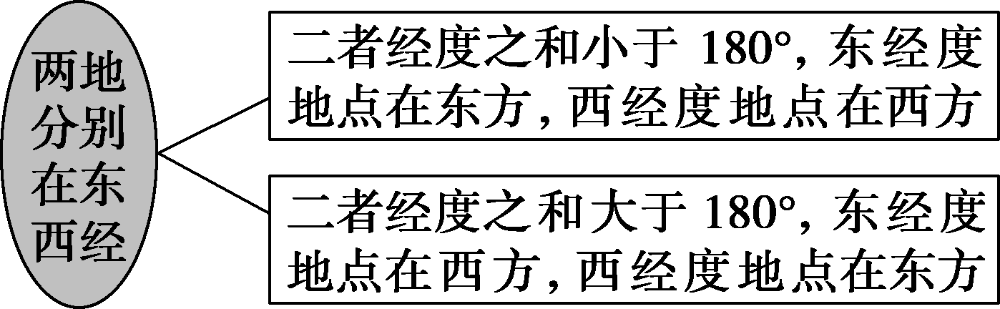 两地
分别
在东
西经
二者经度之和小于 180°, 东经度
地点在东方, 西经度地点在西方
二者经度之和大于 180°, 东经度
地点在西方, 西经度地点在东方